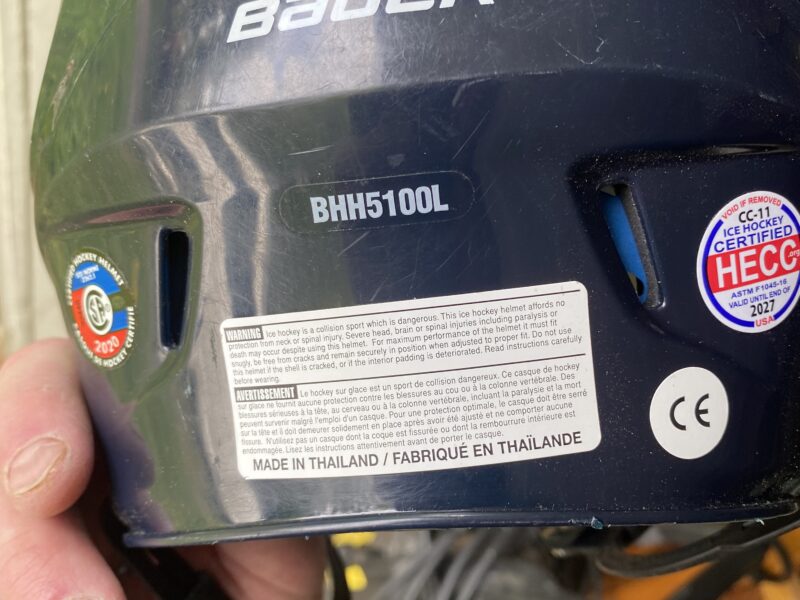 BAUER
BHH5100L
CERTIFIED HOCKEY HELMET
2020
CASQUE DE HOCKEY CERTIFIÉ
VOID IF REMOVED
CC-11
ICE HOCKEY
CERTIFIED
HECC.org
ASTM F1045-16
VALID UNTIL END OF
2027
USA
WARNING Ice hockey is a collision sport which is dangerous. This ice hockey helmet affords no
protection from neck or spinal injury. Severe head, brain or spinal injuries including paralysis or
death may occur despite using this helmet. For maximum performance of the helmet it must fit
snugly, be free from cracks and remain securely in position when adjusted to proper fit. Do not use
this helmet if the shell is cracked, or if the interior padding is deteriorated. Read instructions carefully
before wearing.
AVERTISSEMENT Le hockey sur glace est un sport de collision dangereux. Ce casque de hockey
sur glace ne fournit aucune protection contre les blessures au cou ou à la colonne vertébrale. Des
blessures sérieuses à la tête, au cerveau ou à la colonne vertébrale, incluant la paralysie et la mort
peuvent survenir malgré l'emploi d'un casque. Pour une protection optimale, le casque doit être serré
sur la tête et il doit demeurer solidement en place après avoir été ajusté et ne comporter aucune
fissure. N'utilisez pas un casque dont la coque est fissurée ou dont la rembourrure intérieure est
endommagée. Lisez les instructions attentivement avant de porter le casque.
MADE IN THAILAND / FABRIQUÉ EN THAÏLANDE
CE